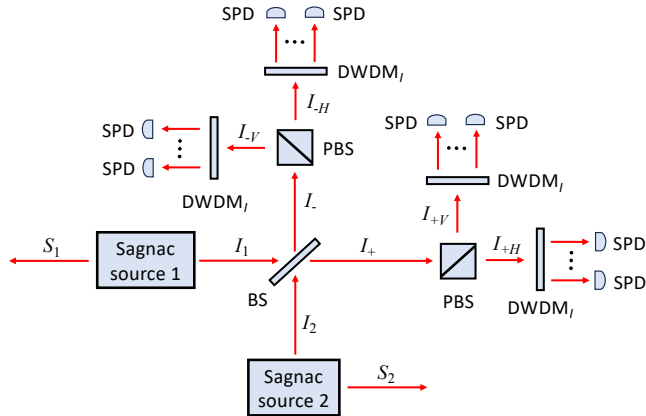 SPD
...
SPD
DWDM_I
I_-H
SPD
I_-V
SPD
...
SPD
PBS
SPD
...
DWDM_I
DWDM_I
I_-
I_+V
I_+H
S_1
Sagnac
source 1
I_1
I_+
...
SPD
SPD
BS
PBS
DWDM_I
I_2
Sagnac
source 2
S_2